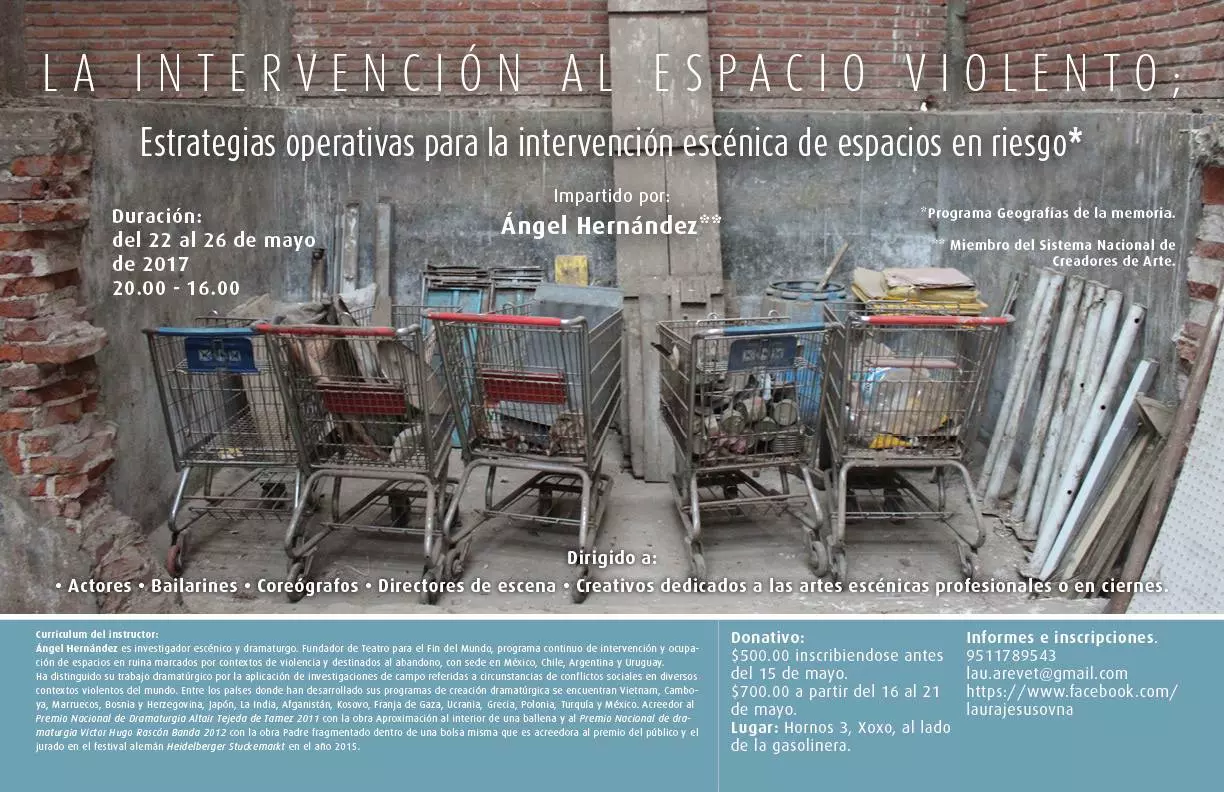 LA INTERVENCIÓN AL ESPACIO VIOLENTO;
Estrategias operativas para la intervención escénica de espacios en riesgo*
Impartido por:
Ángel Hernández**
Duración:
del 22 al 26 de mayo
de 2017
20.00 - 16.00
*Programa Geografías de la memoria.
** Miembro del Sistema Nacional de
Creadores de Arte.
Dirigido a:
• Actores • Bailarines • Coreógrafos • Directores de escena • Creativos dedicados a las artes escénicas profesionales o en ciernes.
Curriculum del instructor:
Ángel Hernández es investigador escénico y dramaturgo. Fundador de Teatro para el Fin del Mundo, programa continuo de intervención y ocupa-
ción de espacios en ruina marcados por contextos de violencia y destinados al abandono, con sede en México, Chile, Argentina y Uruguay.
Ha distinguido su trabajo dramatúrgico por la aplicación de investigaciones de campo referidas a circunstancias de conflictos sociales en diversos
contextos violentos del mundo. Entre los países donde han desarrollado sus programas de creación dramatúrgica se encuentran Vietnam, Cambo-
ya, Marruecos, Bosnia y Herzegovina, Japón, La India, Afganistán, Kosovo, Franja de Gaza, Ucrania, Grecia, Polonia, Turquía y México. Acreedor al
Premio Nacional de Dramaturgia Altair Tejeda de Tamez 2011 con la obra Aproximación al interior de una ballena y al Premio Nacional de dra-
maturgia Victor Hugo Rascón Banda 2012 con la obra Padre fragmentado dentro de una bolsa misma que es acreedora al premio del público y el
jurado en el festival alemán Heidelberger Stuckemarkt en el año 2015.
Donativo:
$500.00 inscribiendose antes
del 15 de mayo.
$700.00 a partir del 16 al 21
de mayo.
Lugar: Hornos 3, Xoxo, al lado
de la gasolinera.
Informes e inscripciones.
9511789543
lau.arevet@gmail.com
https://www.facebook.com/
laurajesusovna